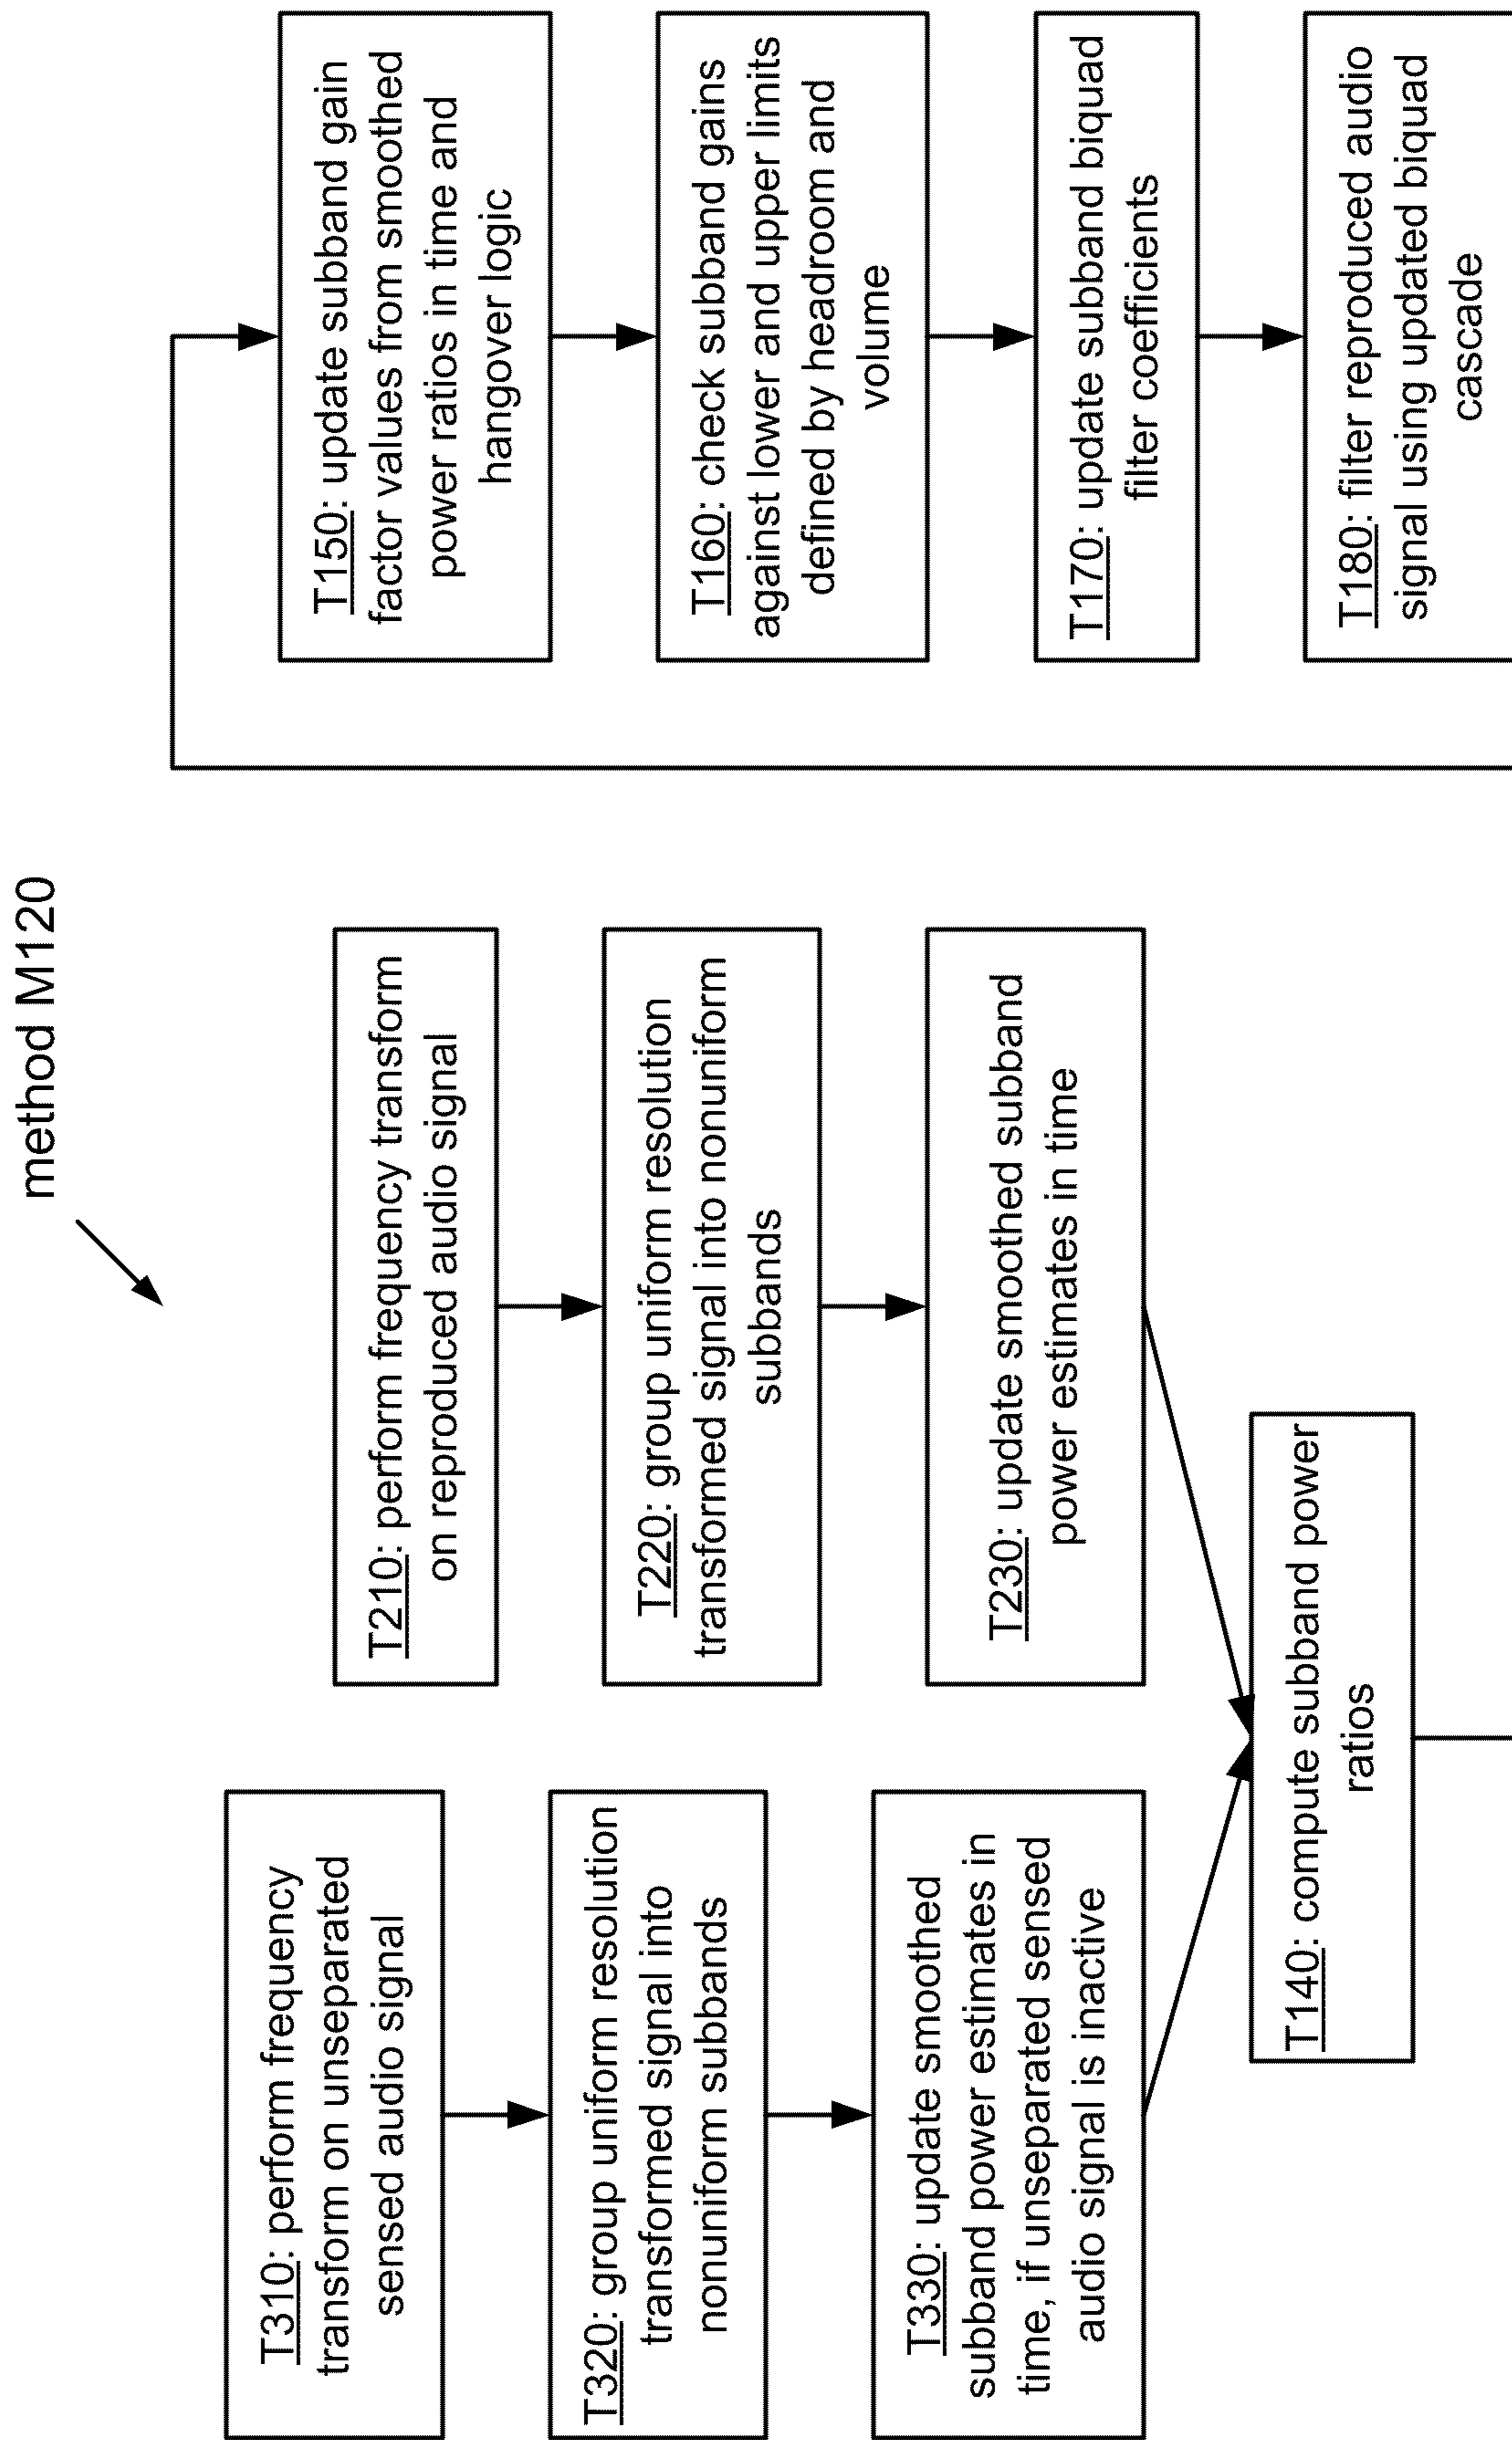 method M120
T310: perform frequency
transform on unseparated
sensed audio signal
T320: group uniform resolution
transformed signal into
nonuniform subbands
T330: update smoothed
subband power estimates in
time, if unseparated sensed
audio signal is inactive
T210: perform frequency transform
on reproduced audio signal
T220: group uniform resolution
transformed signal into nonuniform
subbands
T230: update smoothed subband
power estimates in time
T140: compute subband power
ratios
T150: update subband gain
factor values from smoothed
power ratios in time and
hangover logic
T160: check subband gains
against lower and upper limits
defined by headroom and
volume
T170: update subband biquad
filter coefficients
T180: filter reproduced audio
signal using updated biquad
cascade